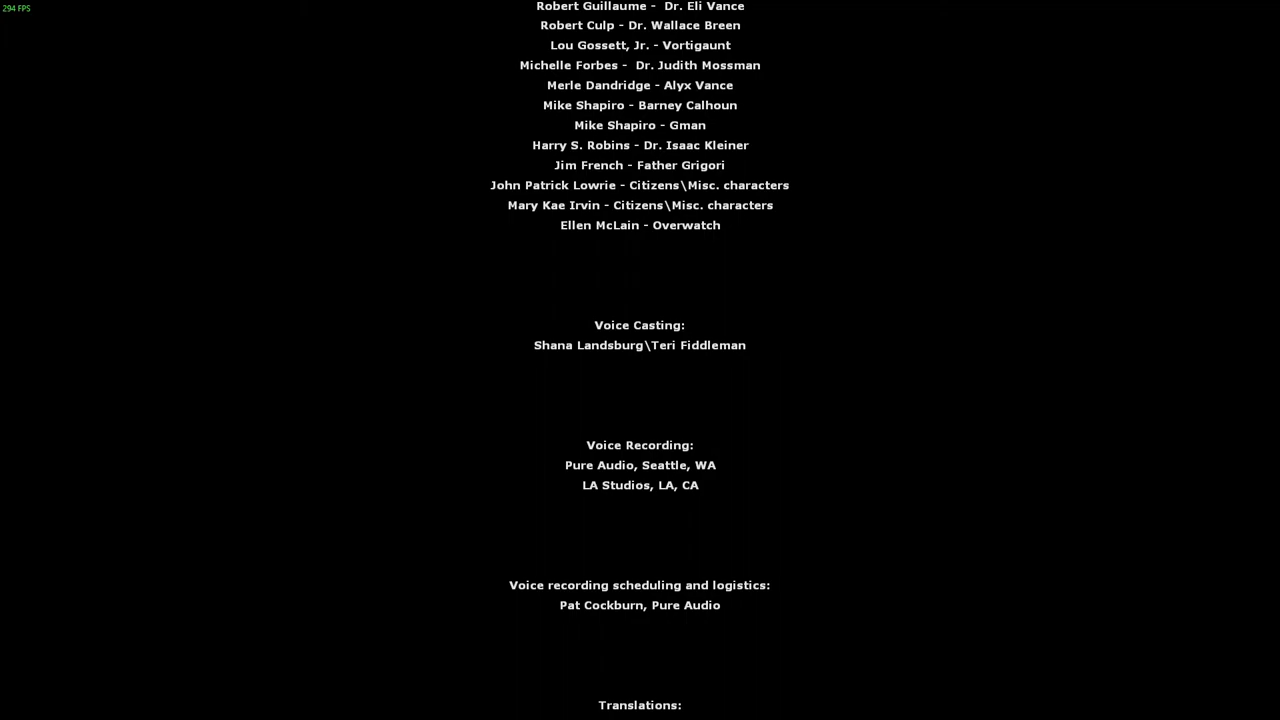 294 FPS
Robert Guillaume -  Dr. Eli Vance
Robert Culp - Dr. Wallace Breen
Lou Gossett, Jr. - Vortigaunt
Michelle Forbes -  Dr. Judith Mossman
Merle Dandridge - Alyx Vance
Mike Shapiro - Barney Calhoun
Mike Shapiro - Gman
Harry S. Robins - Dr. Isaac Kleiner
Jim French - Father Grigori
John Patrick Lowrie - Citizens\Misc. characters
Mary Kae Irvin - Citizens\Misc. characters
Ellen McLain - Overwatch
Voice Casting:
Shana Landsburg\Teri Fiddleman
Voice Recording:
Pure Audio, Seattle, WA
LA Studios, LA, CA
Voice recording scheduling and logistics:
Pat Cockburn, Pure Audio
Translations: